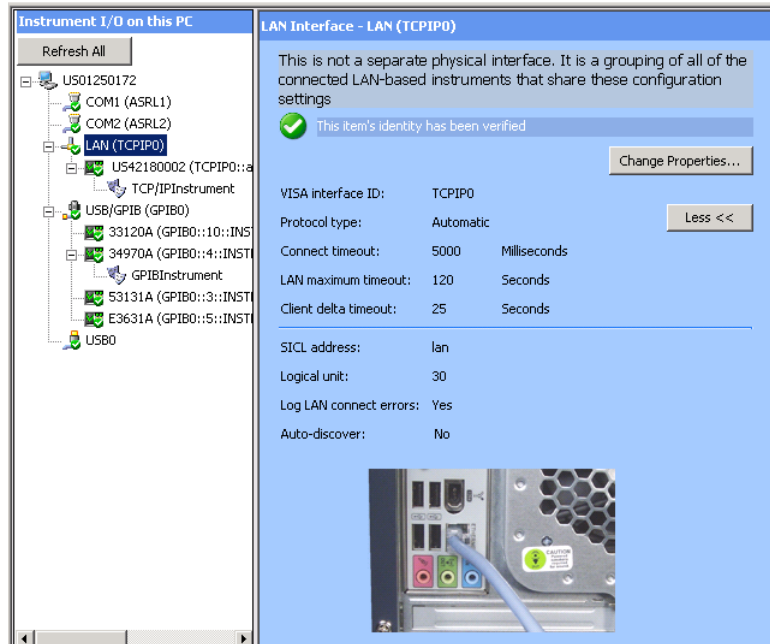 Instrument I/O on this PC
Refresh All
US01250172
COM1 (ASRL1)
COM2 (ASRL2)
LAN (TCPIP0)
US42180002 (TCPIP0::a
TCP/IPInstrument
USB/GPIB (GPIB0)
33120A (GPIB0::10::INS
34970A (GPIB0::4::INSTI
GPIBInstrument
53131A (GPIB0::3::INSTI
E3631A (GPIB0::5::INSTI
USB0
LAN Interface - LAN (TCPIP0)
This is not a separate physical interface. It is a grouping of all of the
connected LAN-based instruments that share these configuration
settings
This item's identity has been verified
Change Properties...
VISA interface ID: TCPIP0
Protocol type: Automatic
Less <<
Connect timeout: 5000 Milliseconds
LAN maximum timeout: 120 Seconds
Client delta timeout: 25 Seconds
SICL address: lan
Logical unit: 30
Log LAN connect errors: Yes
Auto-discover: No
CAUTION